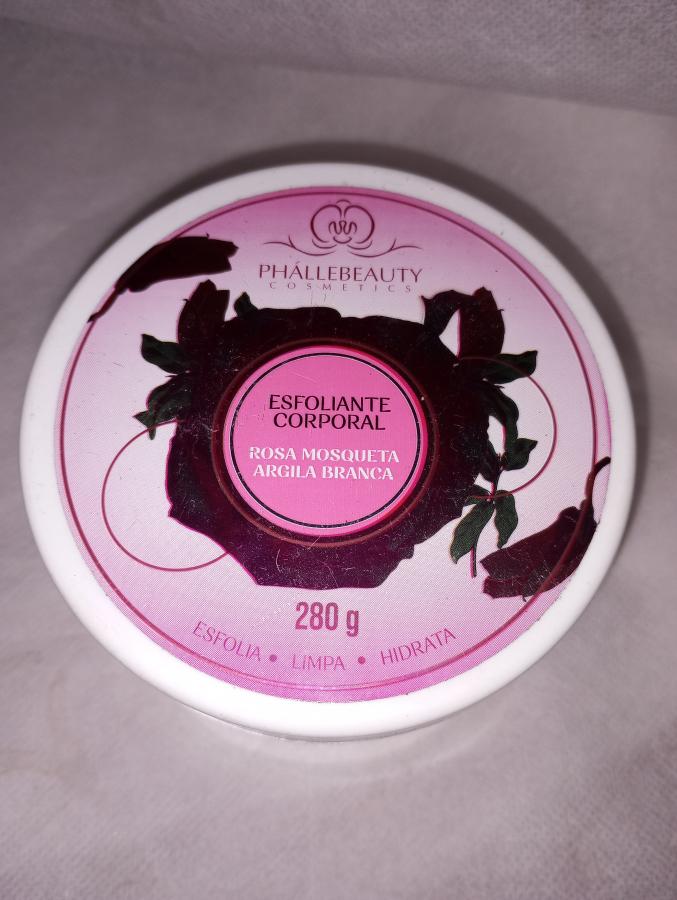 PHÁLLEBEAUTY
COSMETICS
ESFOLIANTE
CORPORAL
ROSA MOSQUETA
ARGILA BRANCA
280 g
ESFOLIA • LIMPA • HIDRATA